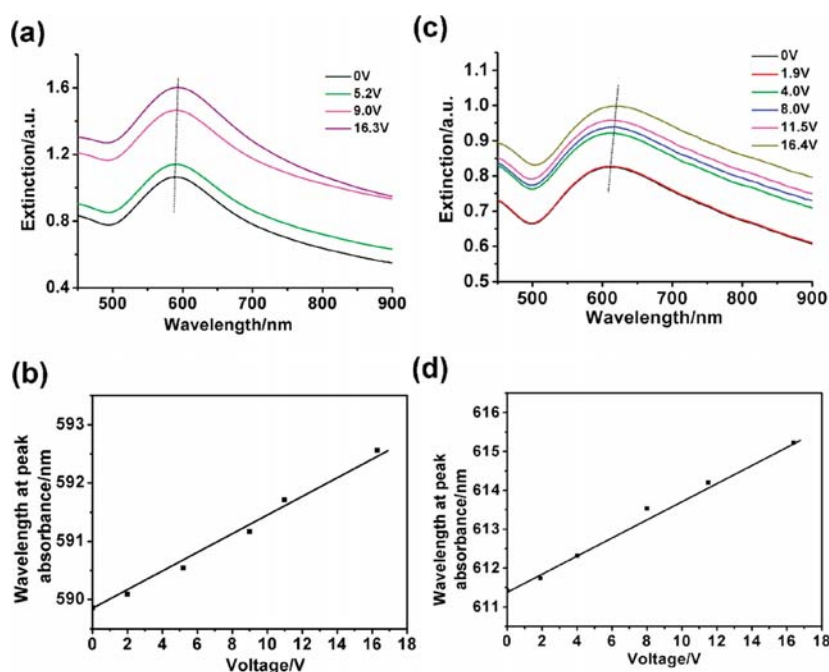 (a)
1.6
1.2
0.8
0.4
Extinction/a.u.
500 600 700 800 900
Wavelength/nm
0V
5.2V
9.0V
16.3V
(c)
1.1
1.0
0.9
0.8
0.7
0.6
0.5
Extinction/a.u.
500 600 700 800 900
Wavelength/nm
0V
1.9V
4.0V
8.0V
11.5V
16.4V
(b)
593
592
591
590
Wavelength at peak
absorbance/nm
0 2 4 6 8 10 12 14 16 18
Voltage/V
(d)
616
615
614
613
612
611
Wavelength at peak
absorbance/nm
0 2 4 6 8 10 12 14 16 18
Voltage/V